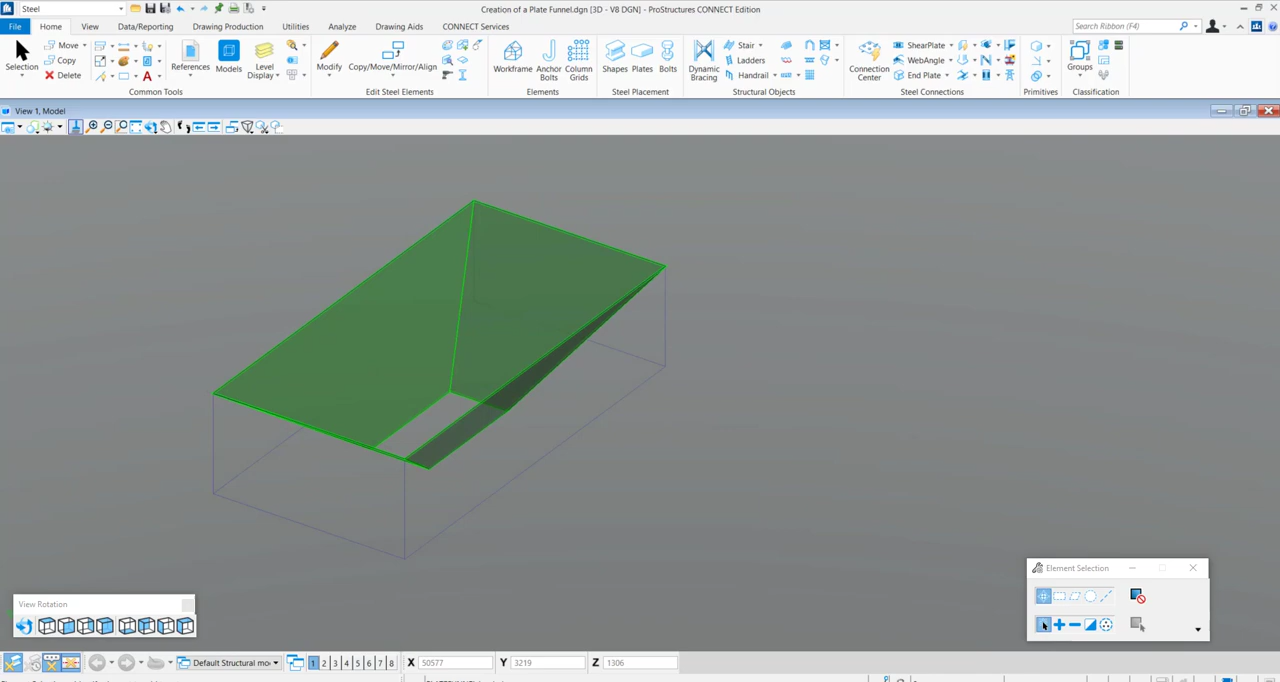 Steel
Creation of a Plate Funnel.dgn [3D - V8 DGN] - ProStructures CONNECT Edition
File Home View Data/Reporting Drawing Production Utilities Analyze Drawing Aids CONNECT Services
Search Ribbon (F4)
Move
Copy
Delete
Selection
References
Models
Level Display
Modify
Copy/Move/Mirror/Align
Workframe
Anchor Bolts
Column Grids
Shapes
Plates
Bolts
Dynamic Bracing
Stair
Ladders
Handrail
Connection Center
ShearPlate
WebAngle
End Plate
Groups
Common Tools Edit Steel Elements Elements Steel Placement Structural Objects Steel Connections Primitives Classification
View 1, Model
Element Selection
View Rotation
Default Structural mo
1 2 3 4 5 6 7 8
X 50577 Y 3219 Z 1306